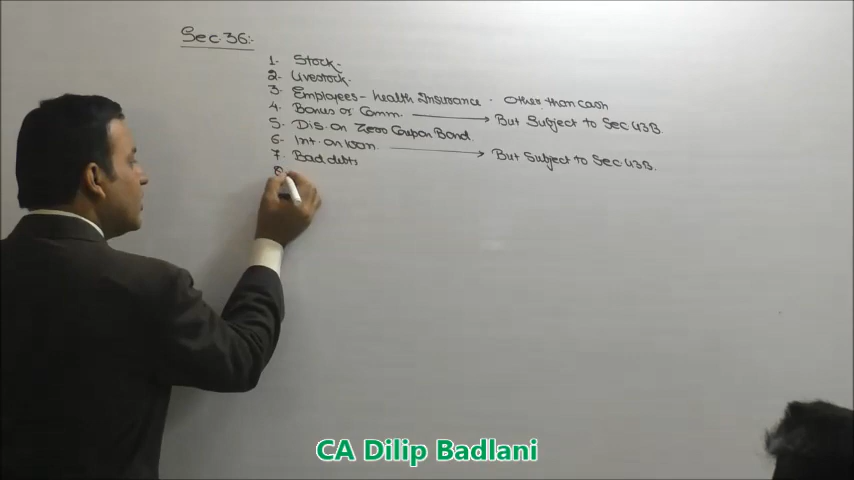 Sec.36:-
1- Stock-
2- Livestock-
3- Employees - health Insurance. Other than cash
4- Bonus or Comm. → But Subject to Sec 43B.
5- Dis. on Zero Coupon Bond.
6- Int. on loan → But Subject to Sec 43B.
7- Bad debts
8
CA Dilip Badlani